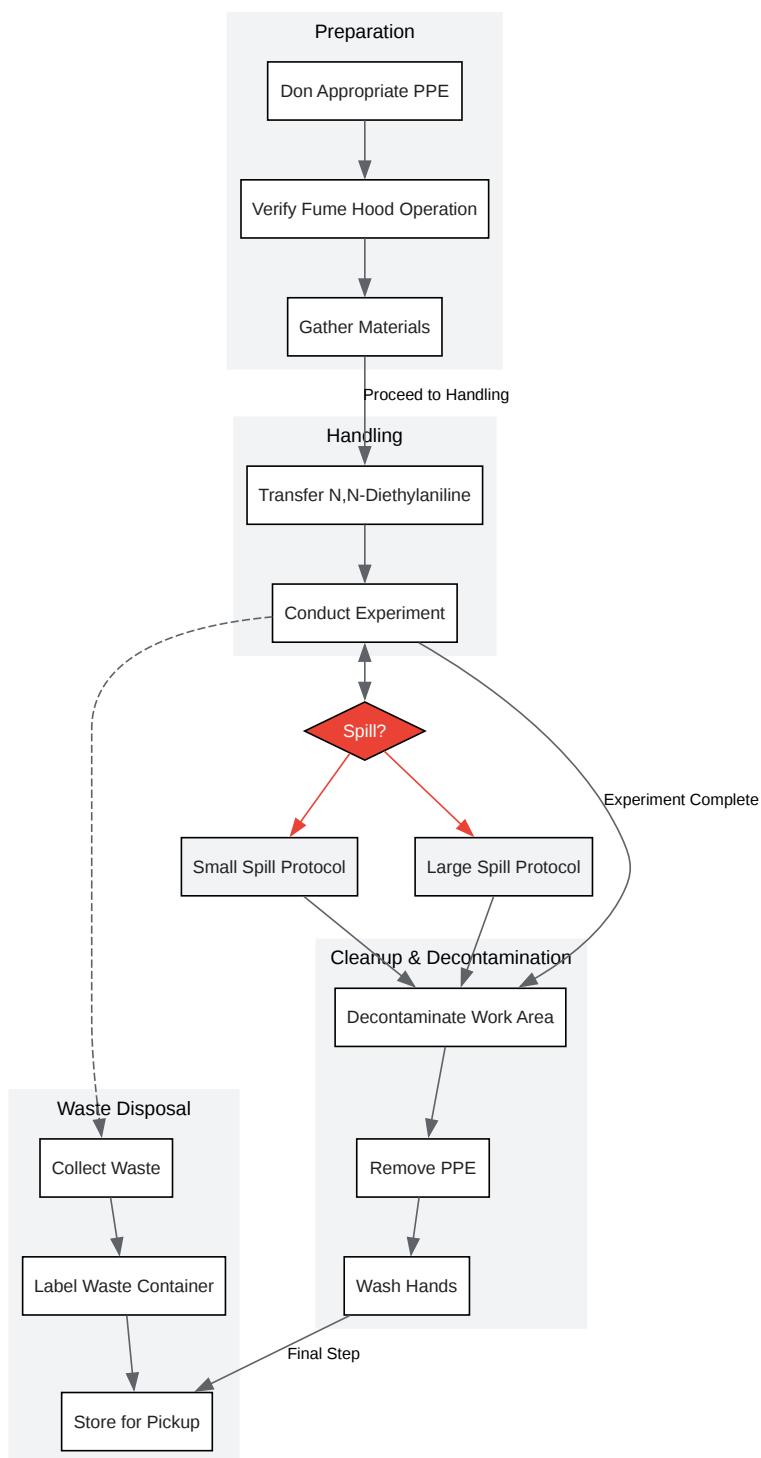 Preparation
Don Appropriate PPE
Verify Fume Hood Operation
Gather Materials
Proceed to Handling
Handling
Transfer N,N-Diethylaniline
Conduct Experiment
Spill?
Experiment Complete
Small Spill Protocol
Large Spill Protocol
Cleanup & Decontamination
Decontaminate Work Area
Waste Disposal
Collect Waste
Remove PPE
Label Waste Container
Wash Hands
Final Step
Store for Pickup